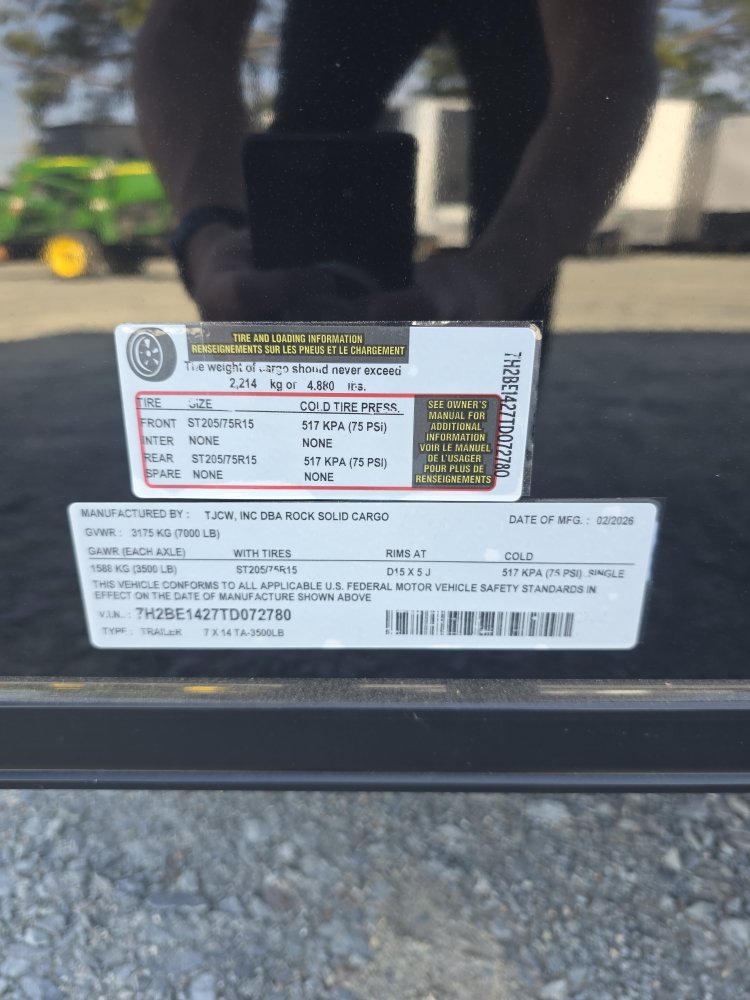 TIRE AND LOADING INFORMATION
RENSEIGNEMENTS SUR LES PNEUS ET LE CHARGEMENT
The weight of cargo should never exceed
2,214 kg or 4,880 lbs.
TIRE SIZE COLD TIRE PRESS.
FRONT ST205/75R15 517 KPA (75 PSI)
INTER NONE NONE
REAR ST205/75R15 517 KPA (75 PSI)
SPARE NONE NONE
SEE OWNER'S
MANUAL FOR
ADDITIONAL
INFORMATION
VOIR LE MANUEL
DE L'USAGER
POUR PLUS DE
RENSEIGNEMENTS
7H2BE1427TD072780
MANUFACTURED BY : TJCW, INC DBA ROCK SOLID CARGO DATE OF MFG. : 02/2026
GVWR : 3175 KG (7000 LB)
GAWR (EACH AXLE) WITH TIRES RIMS AT COLD
1588 KG (3500 LB) ST205/75R15 D15 X 5 J 517 KPA (75 PSI) SINGLE
THIS VEHICLE CONFORMS TO ALL APPLICABLE U.S. FEDERAL MOTOR VEHICLE SAFETY STANDARDS IN
EFFECT ON THE DATE OF MANUFACTURE SHOWN ABOVE
V.I.N. : 7H2BE1427TD072780
TYPE : TRAILER 7 X 14 TA-3500LB